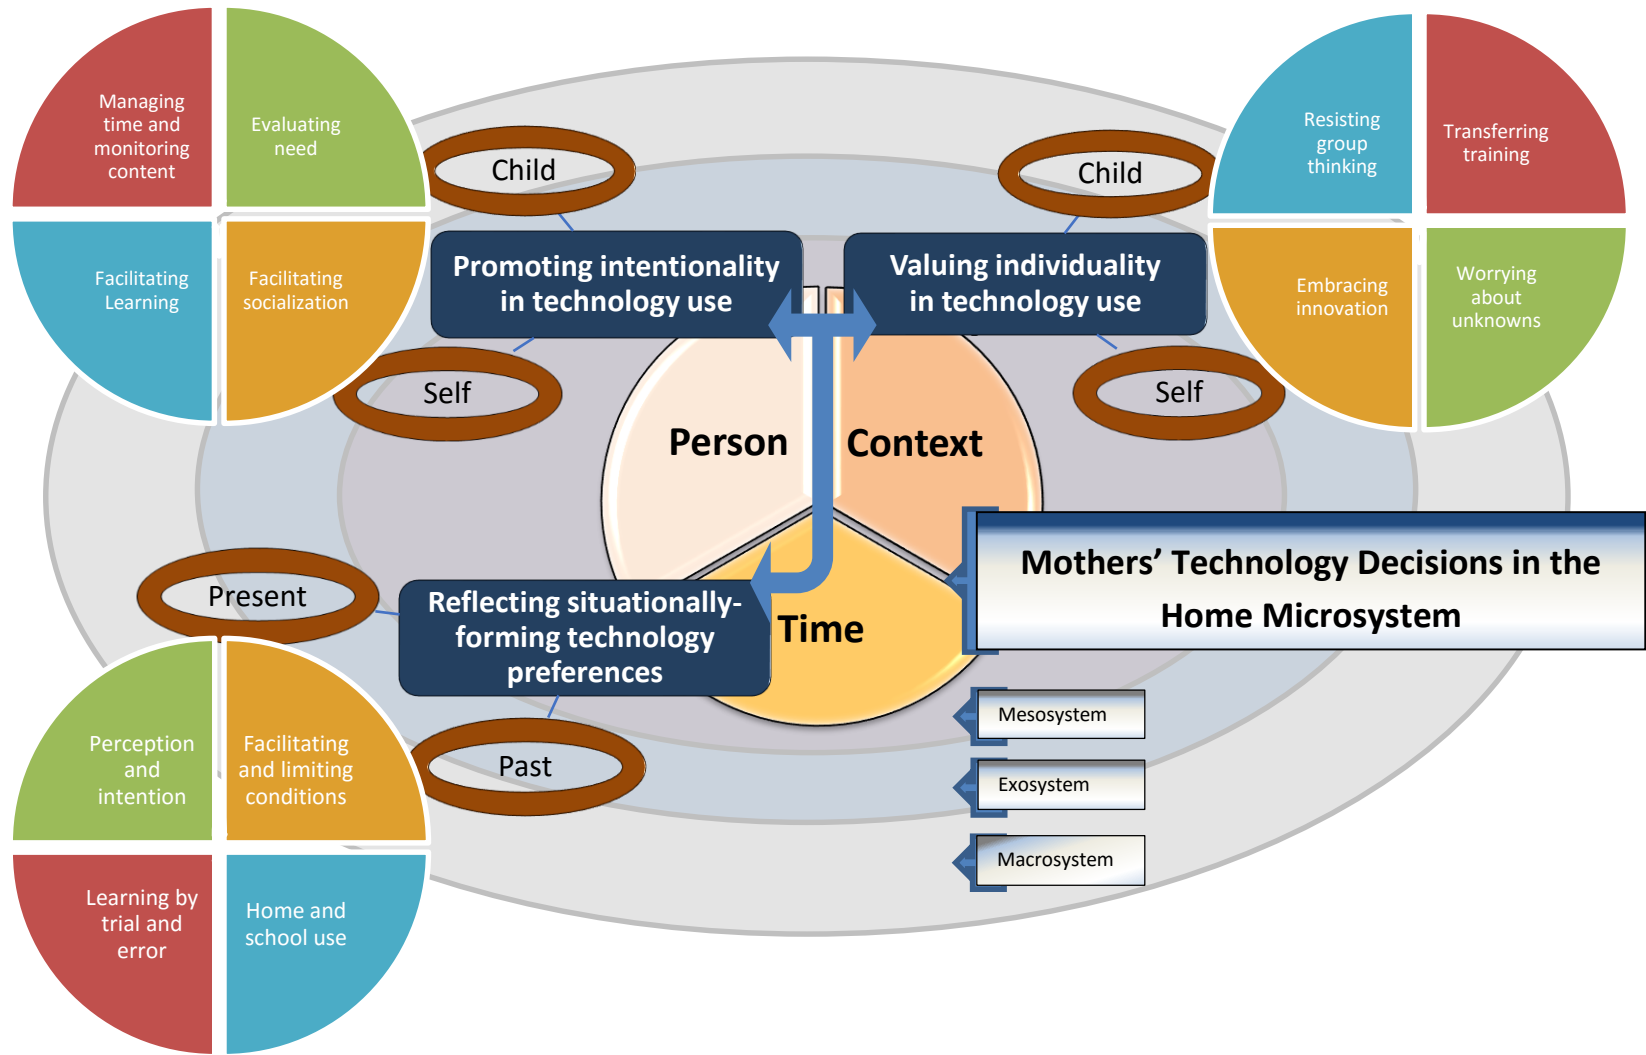 Managing
time and
monitoring
content
Evaluating
need
Facilitating
Learning
Facilitating
socialization
Child
Promoting intentionality
in technology use
Self
Child
Valuing individuality
in technology use
Self
Resisting
group
thinking
Transferring
training
Embracing
innovation
Worrying
about
unknowns
Person
Context
Time
Mothers’ Technology Decisions in the
Home Microsystem
Present
Reflecting situationally-
forming technology
preferences
Past
Perception
and
intention
Facilitating
and limiting
conditions
Learning by
trial and
error
Home and
school use
Mesosystem
Exosystem
Macrosystem